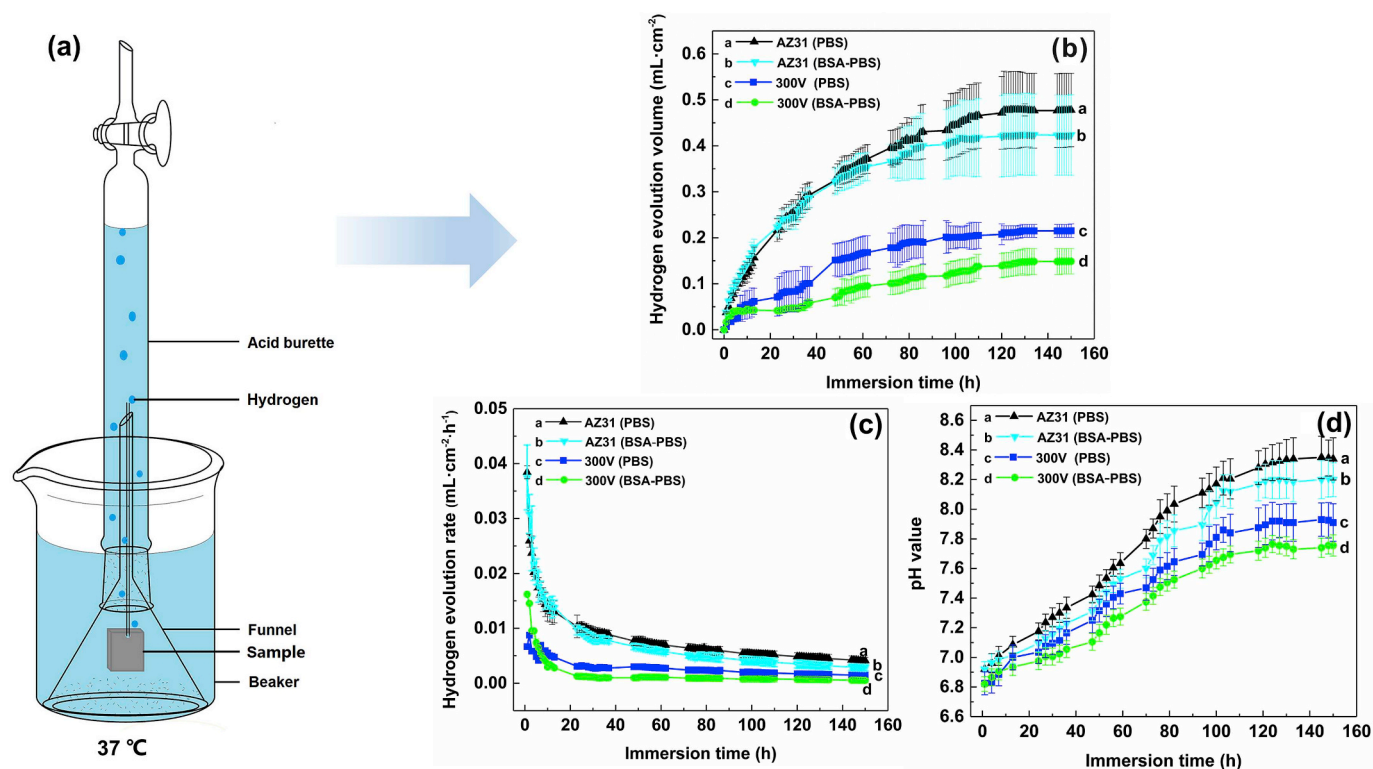 (a)
Acid burette
Hydrogen
Funnel
Sample
Beaker
37 ℃
(b)
Hydrogen evolution volume (mL·cm⁻²)
0.6
0.5
0.4
0.3
0.2
0.1
0.0
a AZ31 (PBS)
b AZ31 (BSA-PBS)
c 300V (PBS)
d 300V (BSA-PBS)
a
b
c
d
0 20 40 60 80 100 120 140 160
Immersion time (h)
(c)
Hydrogen evolution rate (mL·cm⁻²·h⁻¹)
0.05
0.04
0.03
0.02
0.01
0.00
a AZ31 (PBS)
b AZ31 (BSA-PBS)
c 300V (PBS)
d 300V (BSA-PBS)
a
b
c
d
0 20 40 60 80 100 120 140 160
Immersion time (h)
(d)
pH value
8.6
8.4
8.2
8.0
7.8
7.6
7.4
7.2
7.0
6.8
6.6
a AZ31 (PBS)
b AZ31 (BSA-PBS)
c 300V (PBS)
d 300V (BSA-PBS)
a
b
c
d
0 20 40 60 80 100 120 140 160
Immersion time (h)